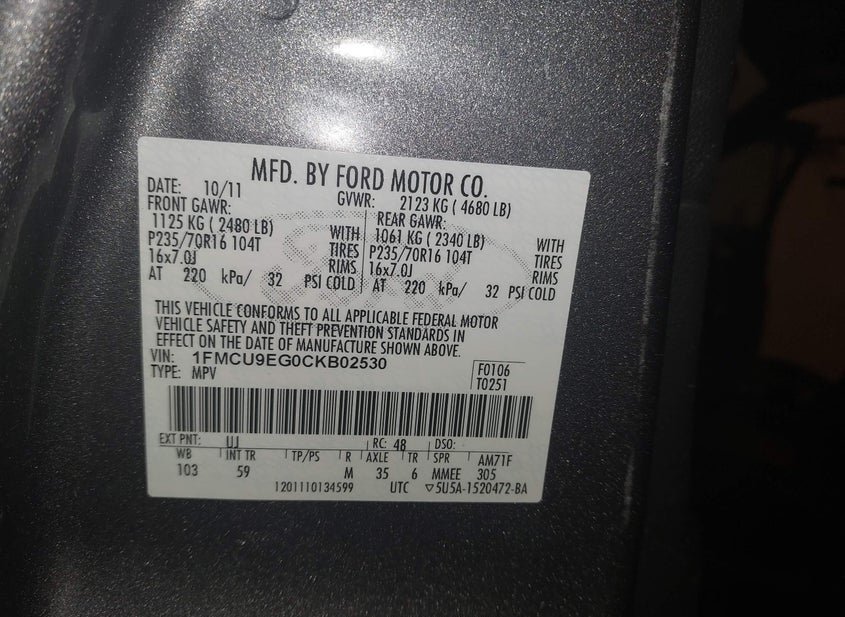 MFD. BY FORD MOTOR CO.
DATE: 10/11 GVWR: 2123 KG ( 4680 LB)
FRONT GAWR: REAR GAWR:
1125 KG ( 2480 LB) WITH 1061 KG ( 2340 LB) WITH
P235/70R16 104T TIRES P235/70R16 104T TIRES
16x7.0J RIMS 16x7.0J RIMS
AT 220 kPa/ 32 PSI COLD AT 220 kPa/ 32 PSI COLD
THIS VEHICLE CONFORMS TO ALL APPLICABLE FEDERAL MOTOR
VEHICLE SAFETY AND THEFT PREVENTION STANDARDS IN
EFFECT ON THE DATE OF MANUFACTURE SHOWN ABOVE.
VIN: 1FMCU9EG0CKB02530 F0106
TYPE: MPV T0251
EXT PNT: UJ RC: 48 DSO:
WB INT TR TP/PS R AXLE TR SPR AM71F
103 59 M 35 6 MMEE 305
1201110134599 UTC ▽5U5A-1520472-BA